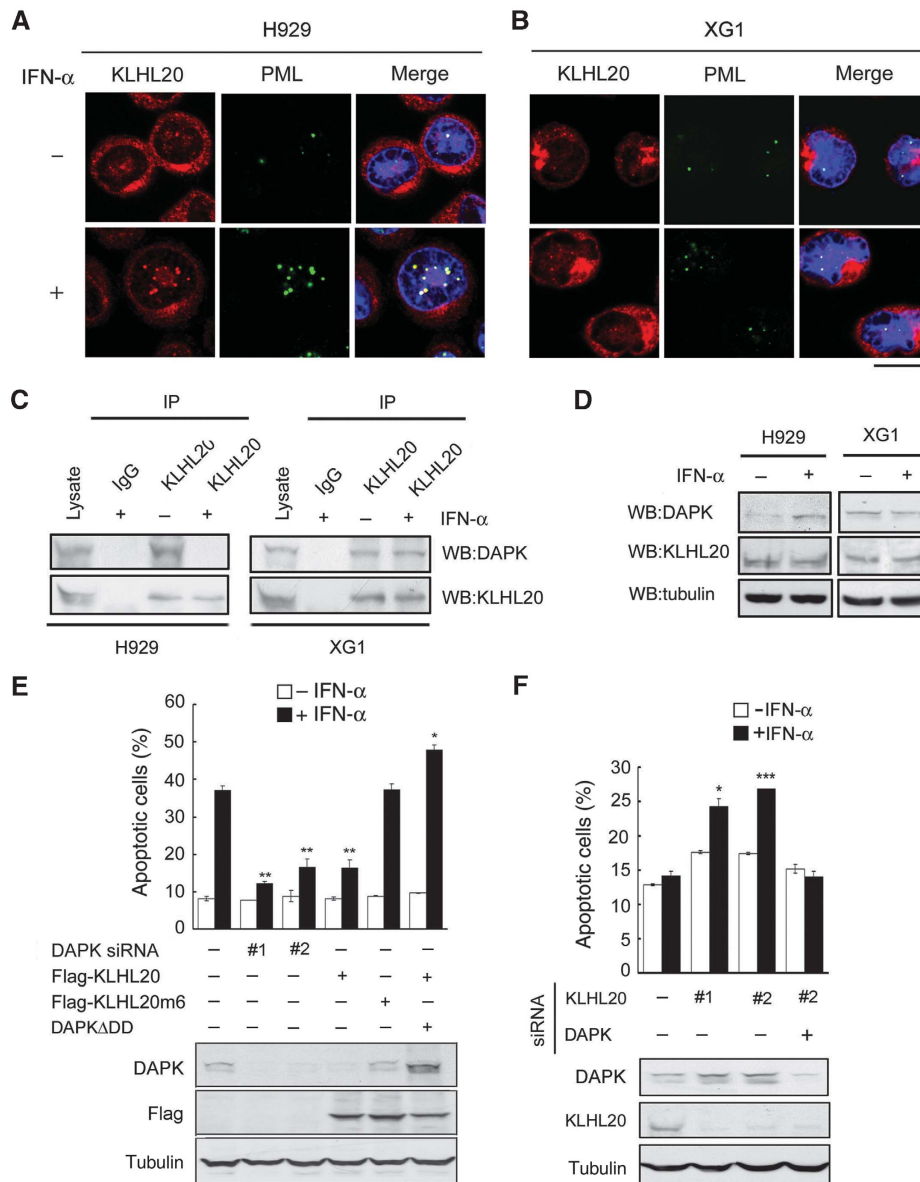 A
H929
IFN-α KLHL20 PML Merge
−
+
B
XG1
KLHL20 PML Merge
C
IP IP
Lysate IgG KLHL20 KLHL20 Lysate IgG KLHL20 KLHL20
+ − + + − + IFN-α
WB:DAPK
WB:KLHL20
H929 XG1
D
H929 XG1
IFN-α − + − +
WB:DAPK
WB:KLHL20
WB:tubulin
E
− IFN-α
+ IFN-α
Apoptotic cells (%)
60
50
40
30
20
10
0
** ** ** *
DAPK siRNA − #1 #2 − − −
Flag-KLHL20 − − − + − +
Flag-KLHL20m6 − − − − + −
DAPKΔDD − − − − − +
DAPK
Flag
Tubulin
F
−IFN-α
+IFN-α
Apoptotic cells (%)
30
25
20
15
10
5
0
* ***
siRNA
KLHL20 − #1 #2 #2
DAPK − − − +
DAPK
KLHL20
Tubulin